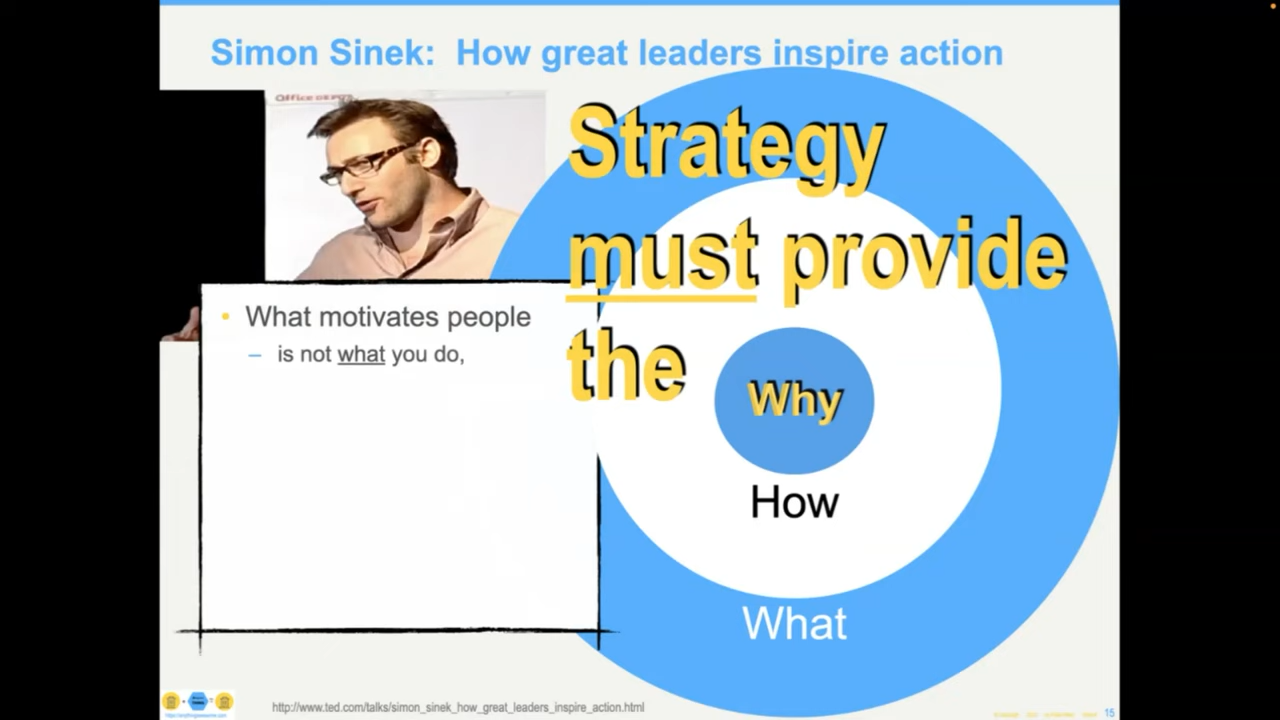 Simon Sinek: How great leaders inspire action
Strategy
must provide
the
Why
How
What
• What motivates people
– is not what you do,
http://www.ted.com/talks/simon_sinek_how_great_leaders_inspire_action.html
15